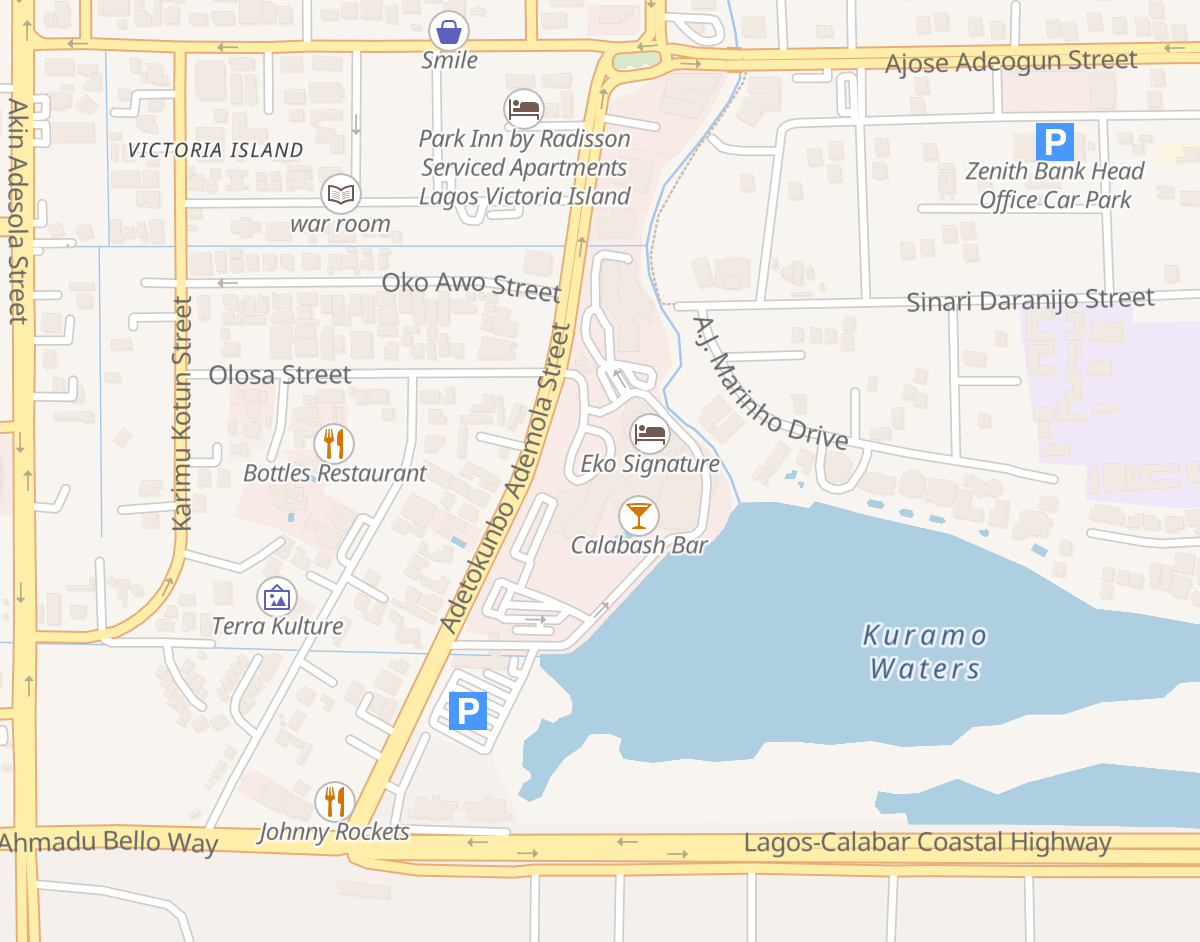 Smile
Ajose Adeogun Street
Akin Adesola Street
VICTORIA ISLAND
Park Inn by Radisson
Serviced Apartments
Lagos Victoria Island
P
Zenith Bank Head
Office Car Park
war room
Oko Awo Street
Sinari Daranijo Street
Karimu Kotun Street
Olosa Street
Adetokunbo Ademola Street
A.J. Marinho Drive
Bottles Restaurant
Eko Signature
Calabash Bar
Terra Kulture
Kuramo
Waters
P
Johnny Rockets
Ahmadu Bello Way
Lagos-Calabar Coastal Highway